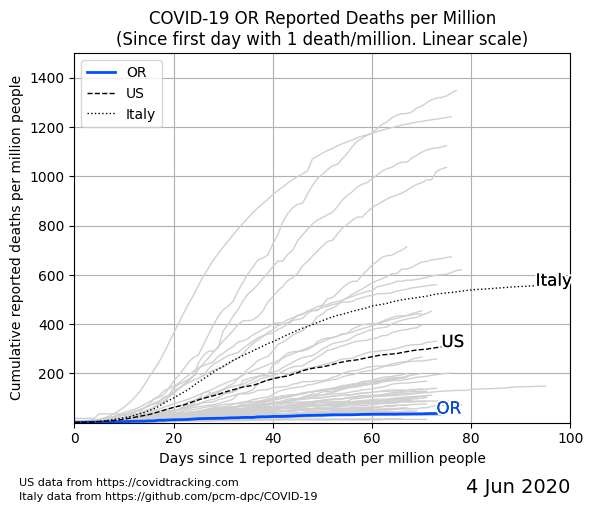 COVID-19 OR Reported Deaths per Million
(Since first day with 1 death/million. Linear scale)
Cumulative reported deaths per million people
1400
1200
1000
800
600
400
200
OR
US
Italy
Italy
US
OR
0 20 40 60 80 100
Days since 1 reported death per million people
US data from https://covidtracking.com
Italy data from https://github.com/pcm-dpc/COVID-19
4 Jun 2020